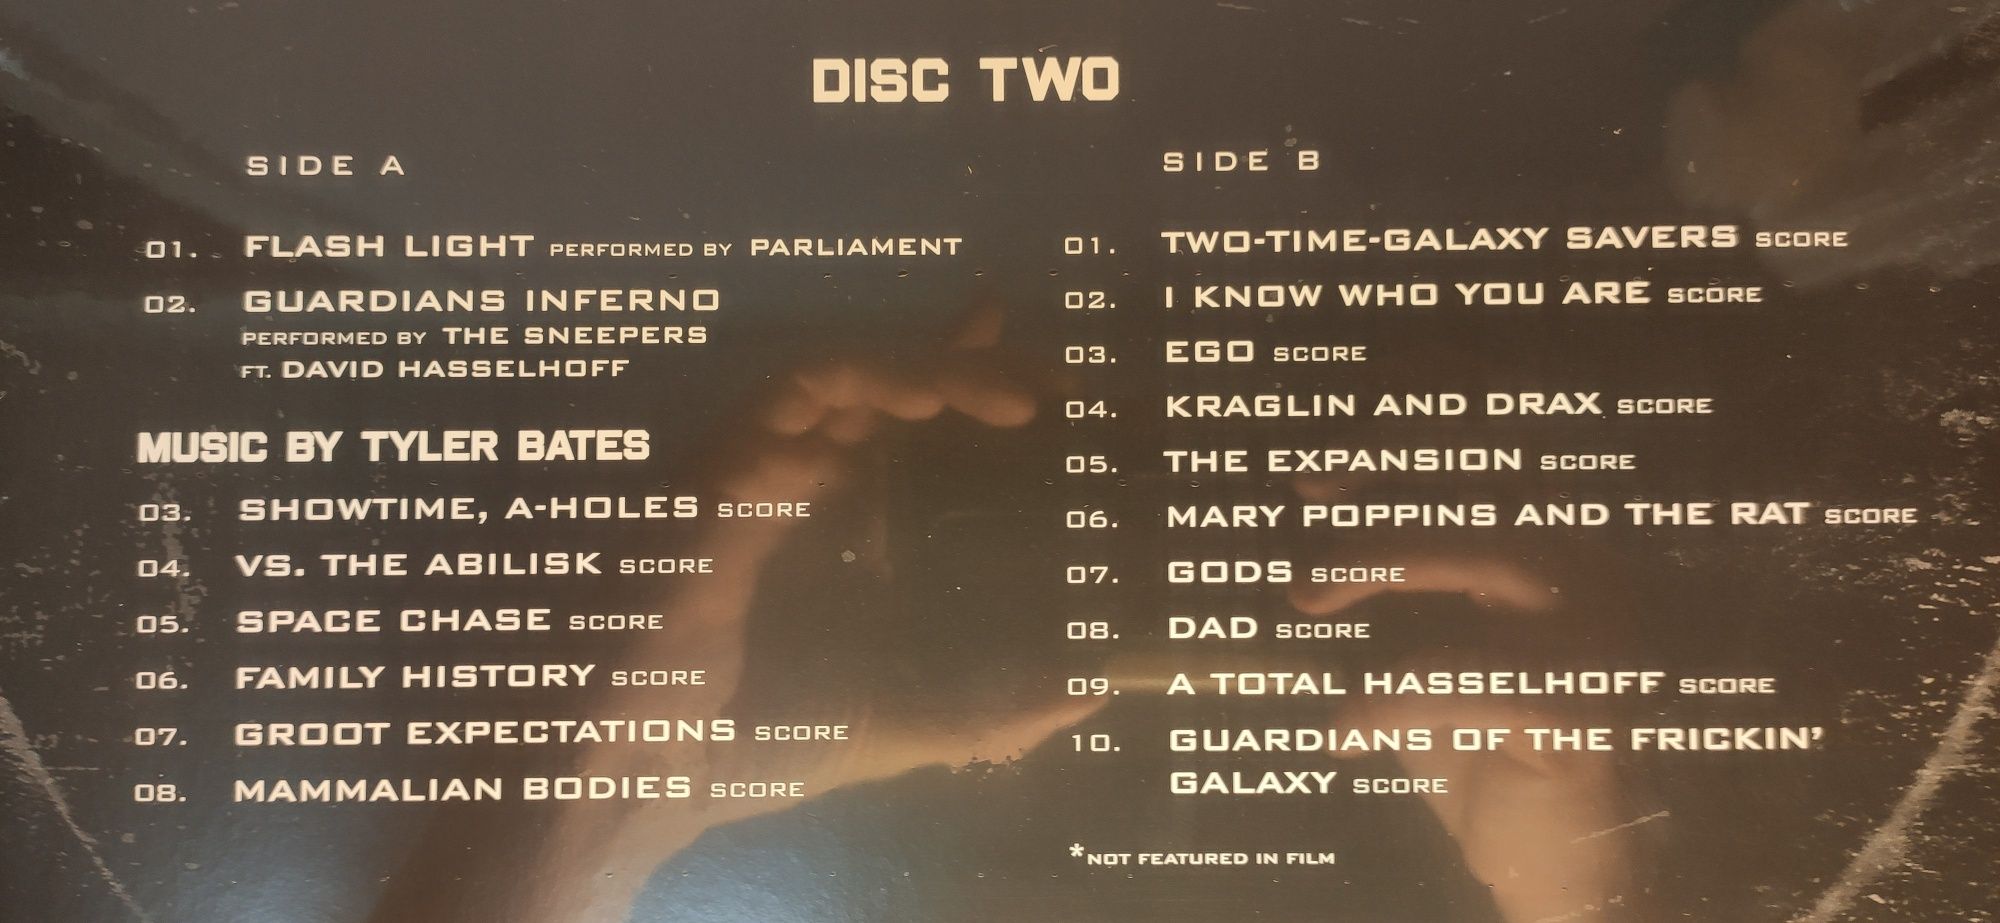 DISC TWO
SIDE A
01. FLASH LIGHT PERFORMED BY PARLIAMENT
02. GUARDIANS INFERNO
PERFORMED BY THE SNEEPERS
FT. DAVID HASSELHOFF
MUSIC BY TYLER BATES
03. SHOWTIME, A-HOLES SCORE
04. VS. THE ABILISK SCORE
05. SPACE CHASE SCORE
06. FAMILY HISTORY SCORE
07. GROOT EXPECTATIONS SCORE
08. MAMMALIAN BODIES SCORE
SIDE B
01. TWO-TIME-GALAXY SAVERS SCORE
02. I KNOW WHO YOU ARE SCORE
03. EGO SCORE
04. KRAGLIN AND DRAX SCORE
05. THE EXPANSION SCORE
06. MARY POPPINS AND THE RAT SCORE
07. GODS SCORE
08. DAD SCORE
09. A TOTAL HASSELHOFF SCORE
10. GUARDIANS OF THE FRICKIN'
GALAXY SCORE
*NOT FEATURED IN FILM